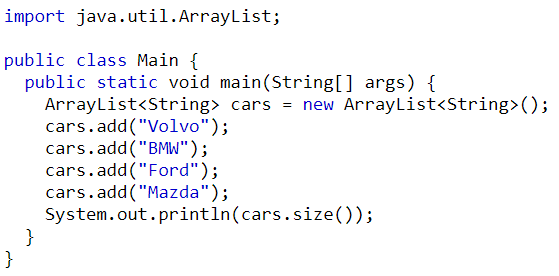 import java.util.ArrayList;

public class Main {
  public static void main(String[] args) {
    ArrayList<String> cars = new ArrayList<String>();
    cars.add("Volvo");
    cars.add("BMW");
    cars.add("Ford");
    cars.add("Mazda");
    System.out.println(cars.size());
  }
}